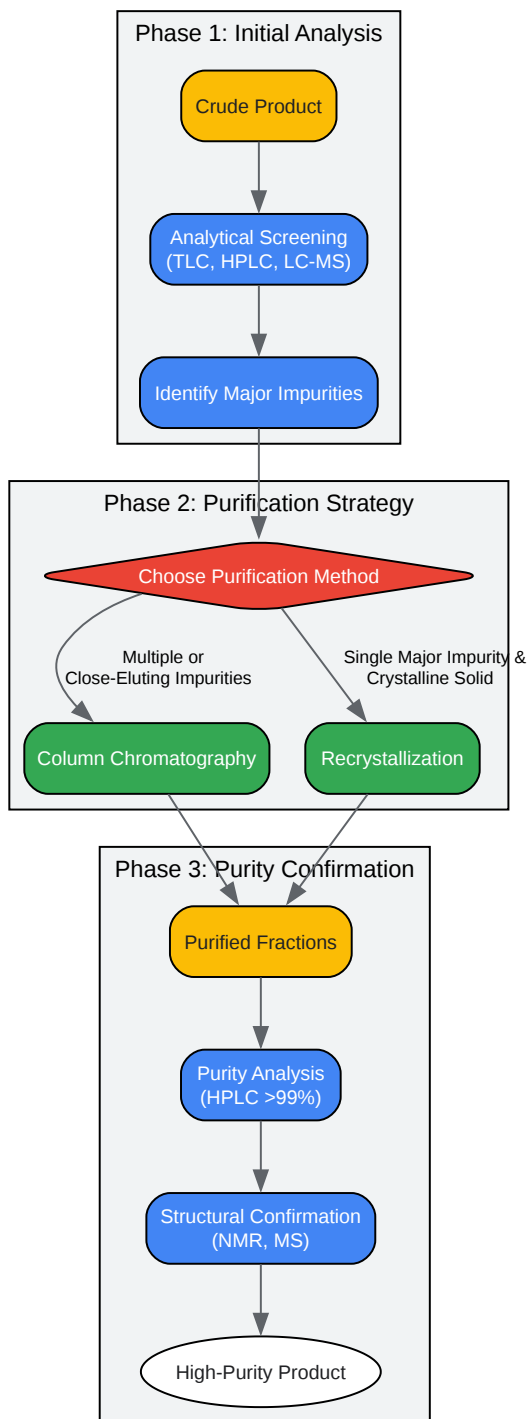 Phase 1: Initial Analysis
Crude Product
Analytical Screening
(TLC, HPLC, LC-MS)
Identify Major Impurities
Phase 2: Purification Strategy
Choose Purification Method
Multiple or
Close-Eluting Impurities
Single Major Impurity &
Crystalline Solid
Column Chromatography
Recrystallization
Phase 3: Purity Confirmation
Purified Fractions
Purity Analysis
(HPLC >99%)
Structural Confirmation
(NMR, MS)
High-Purity Product